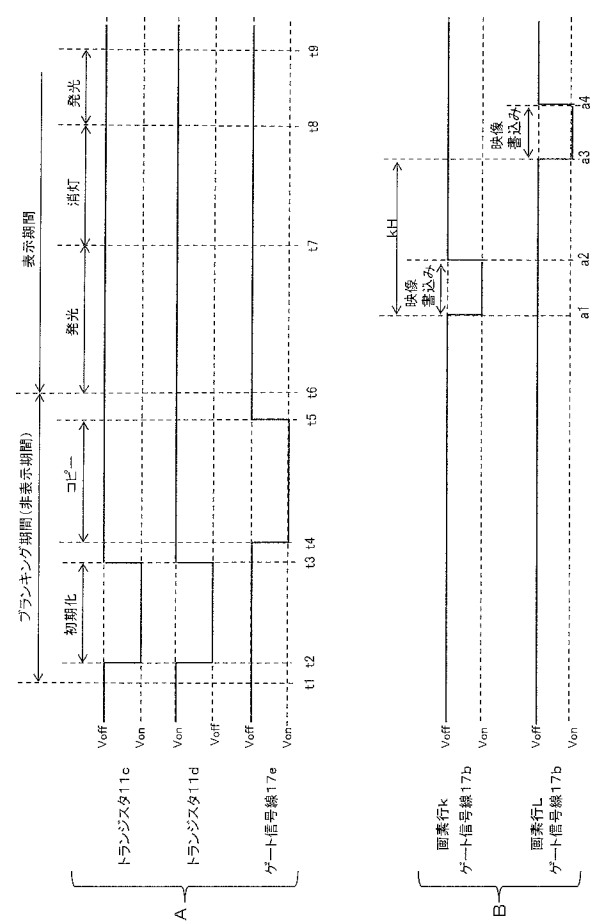 ブランキング期間(非表示期間)
表示期間
初期化
コピー
発光
消灯
発光
A
トランジスタ11c
Voff
Von
トランジスタ11d
Von
Voff
ゲート信号線17e
Voff
Von
t1
t2
t3
t4
t5
t6
t7
t8
t9
B
kH
映像
書込み
映像
書込み
画素行k
ゲート信号線17b
Voff
Von
a1
a2
a3
a4
画素行L
ゲート信号線17b
Voff
Von